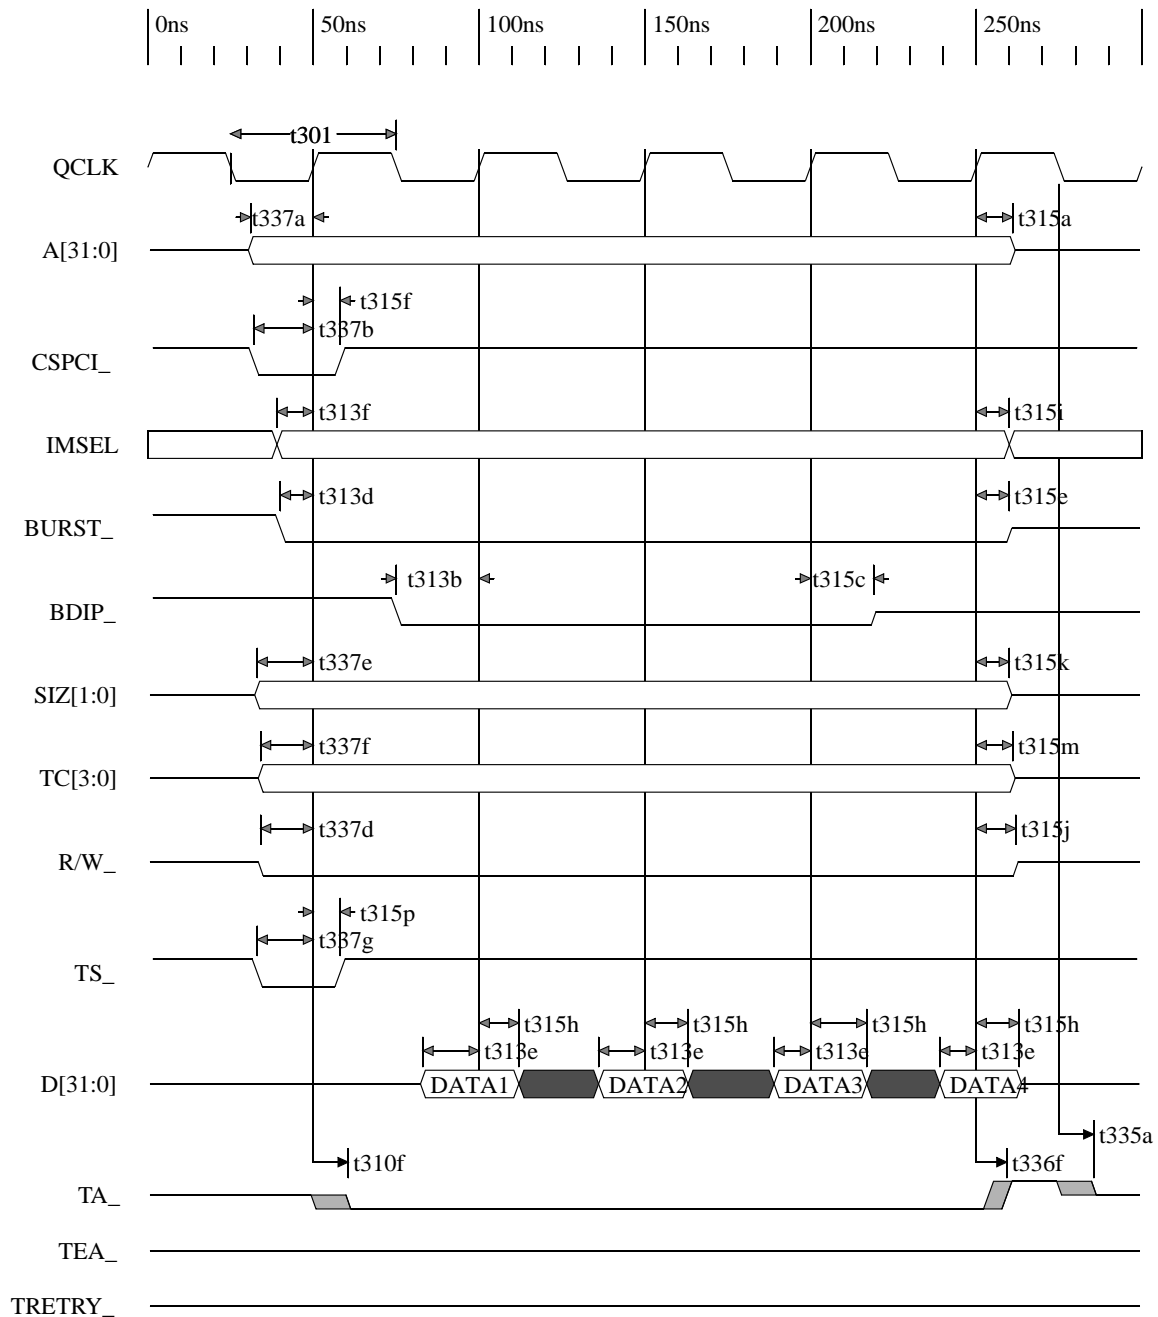 0ns 50ns 100ns 150ns 200ns 250ns
t301
QCLK
t337a t315a
A[31:0]
t315f
t337b
CSPCI_
t313f t315i
IMSEL
t313d t315e
BURST_
t313b t315c
BDIP_
t337e t315k
SIZ[1:0]
t337f t315m
TC[3:0]
t337d t315j
R/W_
t315p
t337g
TS_
t315h t315h t315h t315h
t313e t313e t313e t313e
D[31:0] DATA1 DATA2 DATA3 DATA4
t335a
t310f t336f
TA_
TEA_
TRETRY_